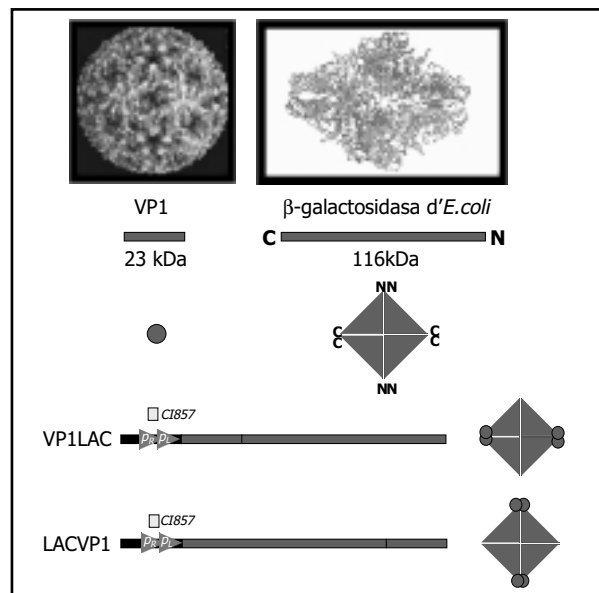 VP1 β-galactosidasa d'E.coli
C N
23 kDa 116kDa
NN
C C
C C
NN
CI857
VP1LAC PR PL
CI857
LACVP1 PR PL